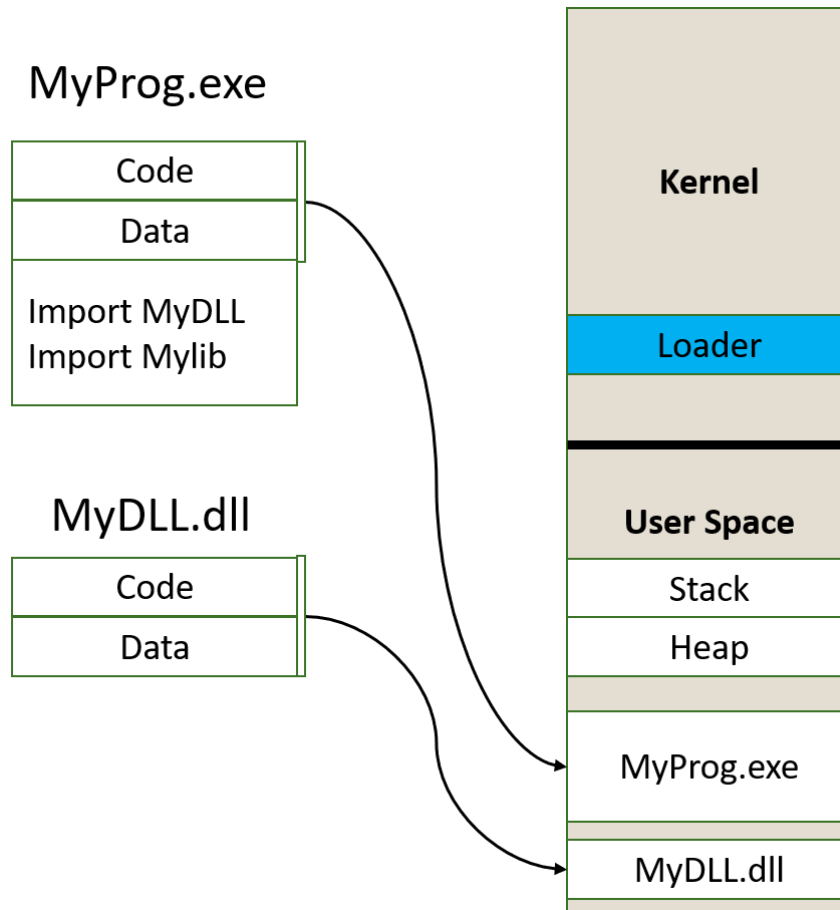 MyProg.exe
Code
Data
Import MyDLL
Import Mylib
MyDLL.dll
Code
Data
Kernel
Loader
User Space
Stack
Heap
MyProg.exe
MyDLL.dll